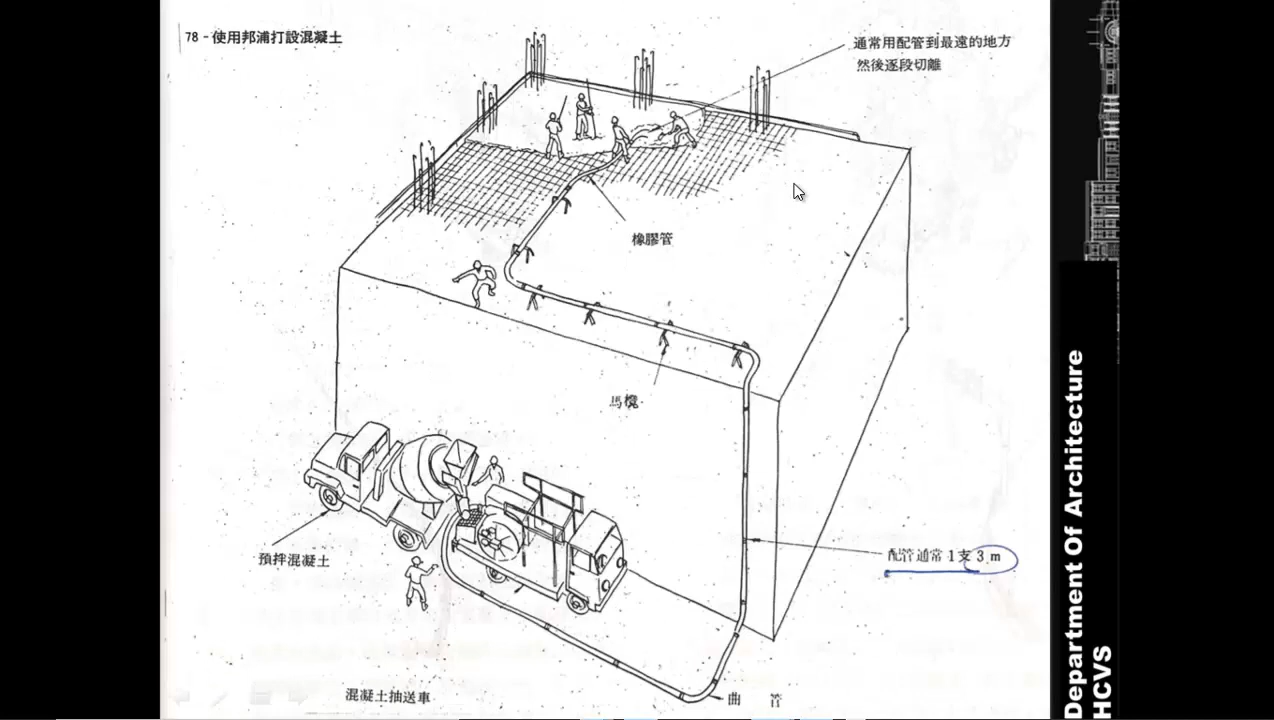 78-使用邦浦打設混凝土
通常用配管到最遠的地方
然後逐段切離
橡膠管
馬欖
預拌混凝土
配管通常1支3m
混凝土抽送車
曲 管
Department Of Architecture
HCVS